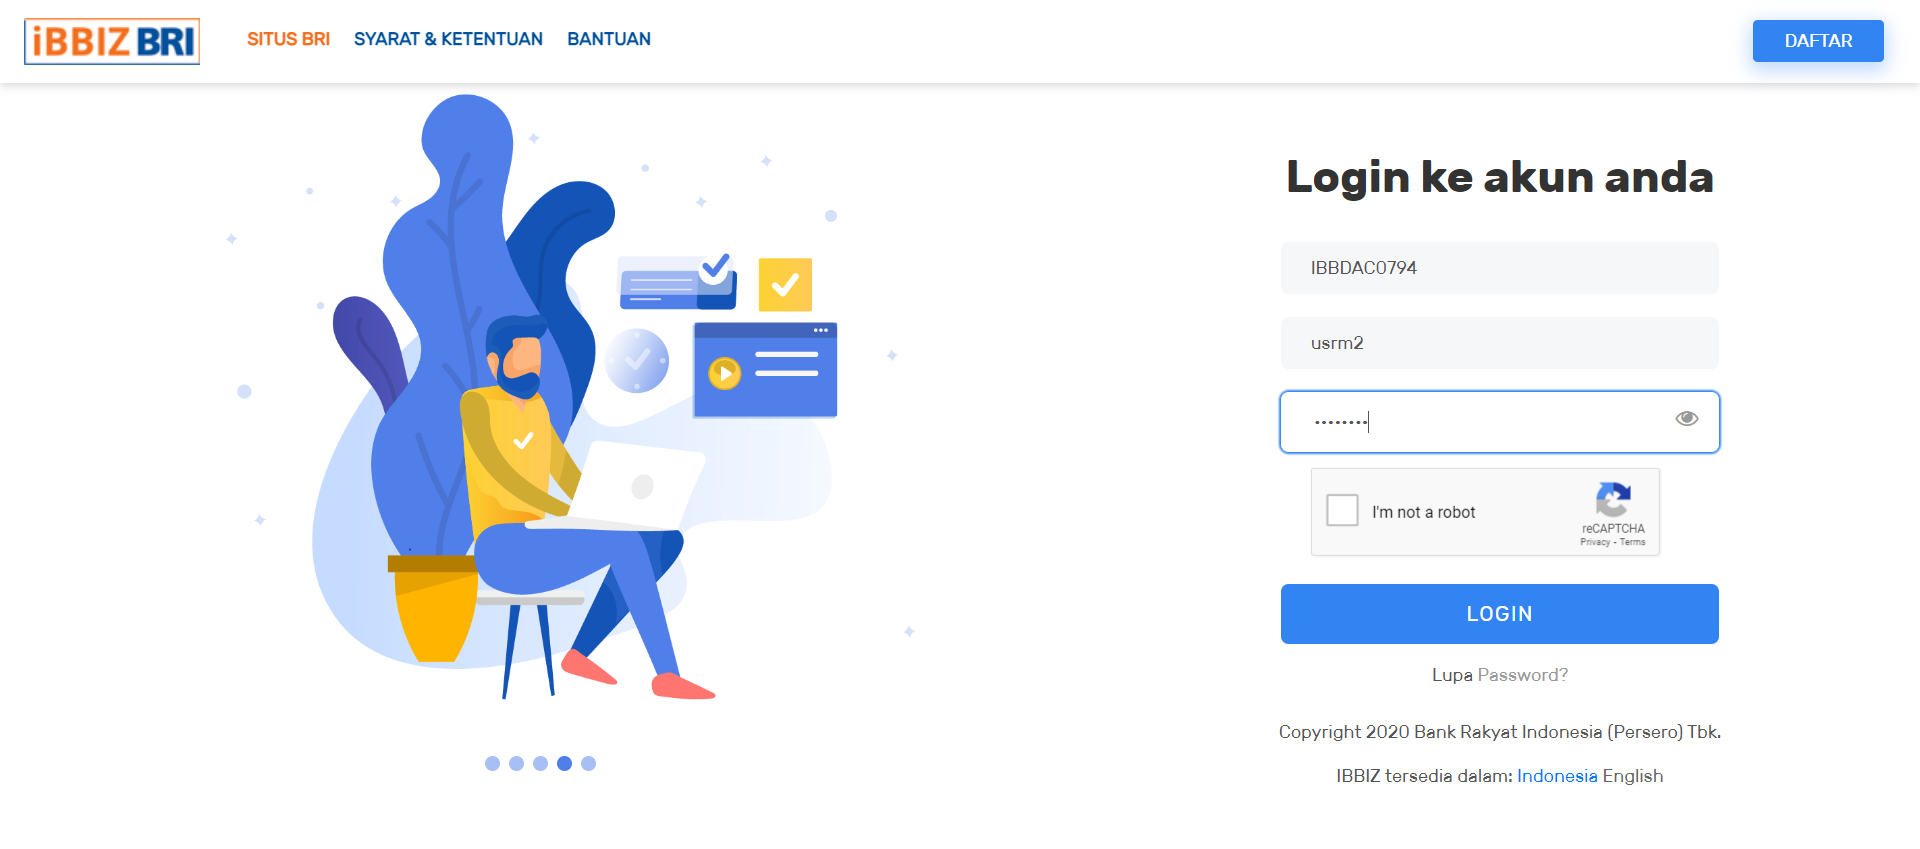 iBBIZ BRI
SITUS BRI
SYARAT & KETENTUAN
BANTUAN
DAFTAR
Login ke akun anda
IBBDAC0794
usrm2
••••••••
I'm not a robot
reCAPTCHA
Privacy - Terms
LOGIN
Lupa Password?
Copyright 2020 Bank Rakyat Indonesia (Persero) Tbk.
IBBIZ tersedia dalam: Indonesia English